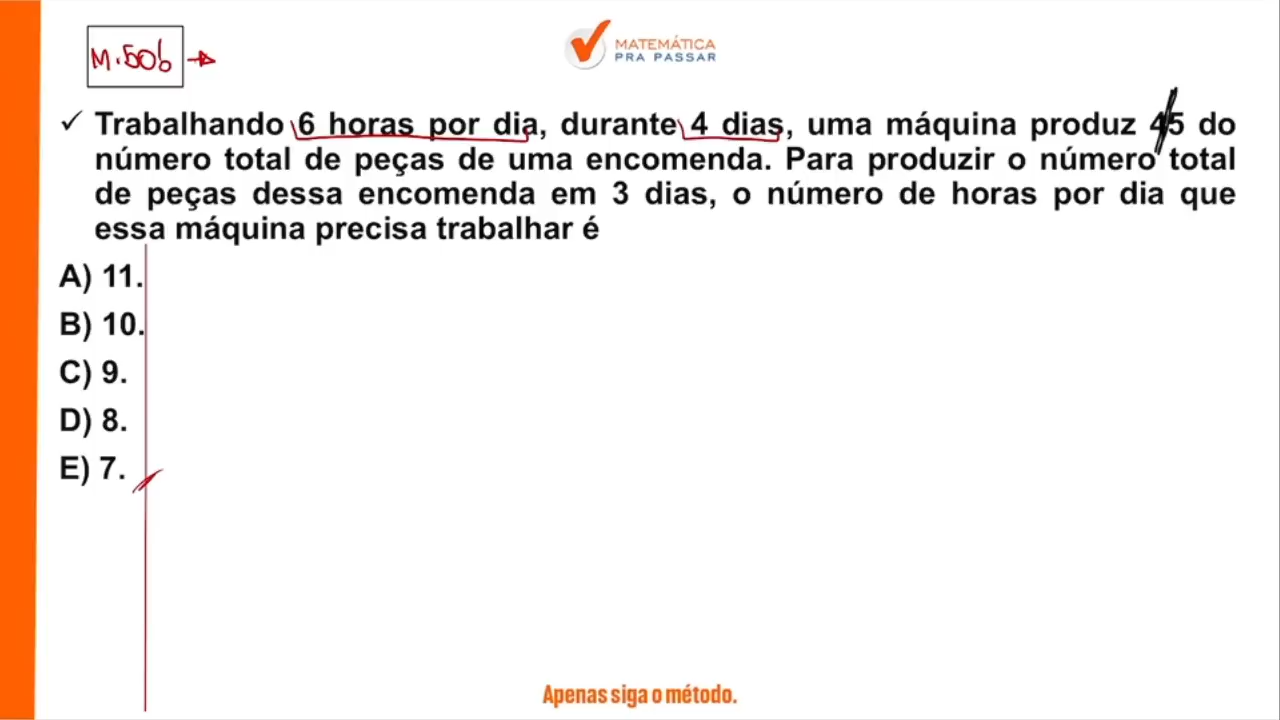 M.50b
MATEMÁTICA
PRA PASSAR
✓ Trabalhando 6 horas por dia, durante 4 dias, uma máquina produz 4/5 do
número total de peças de uma encomenda. Para produzir o número total
de peças dessa encomenda em 3 dias, o número de horas por dia que
essa máquina precisa trabalhar é
A) 11.
B) 10.
C) 9.
D) 8.
E) 7.
Apenas siga o método.